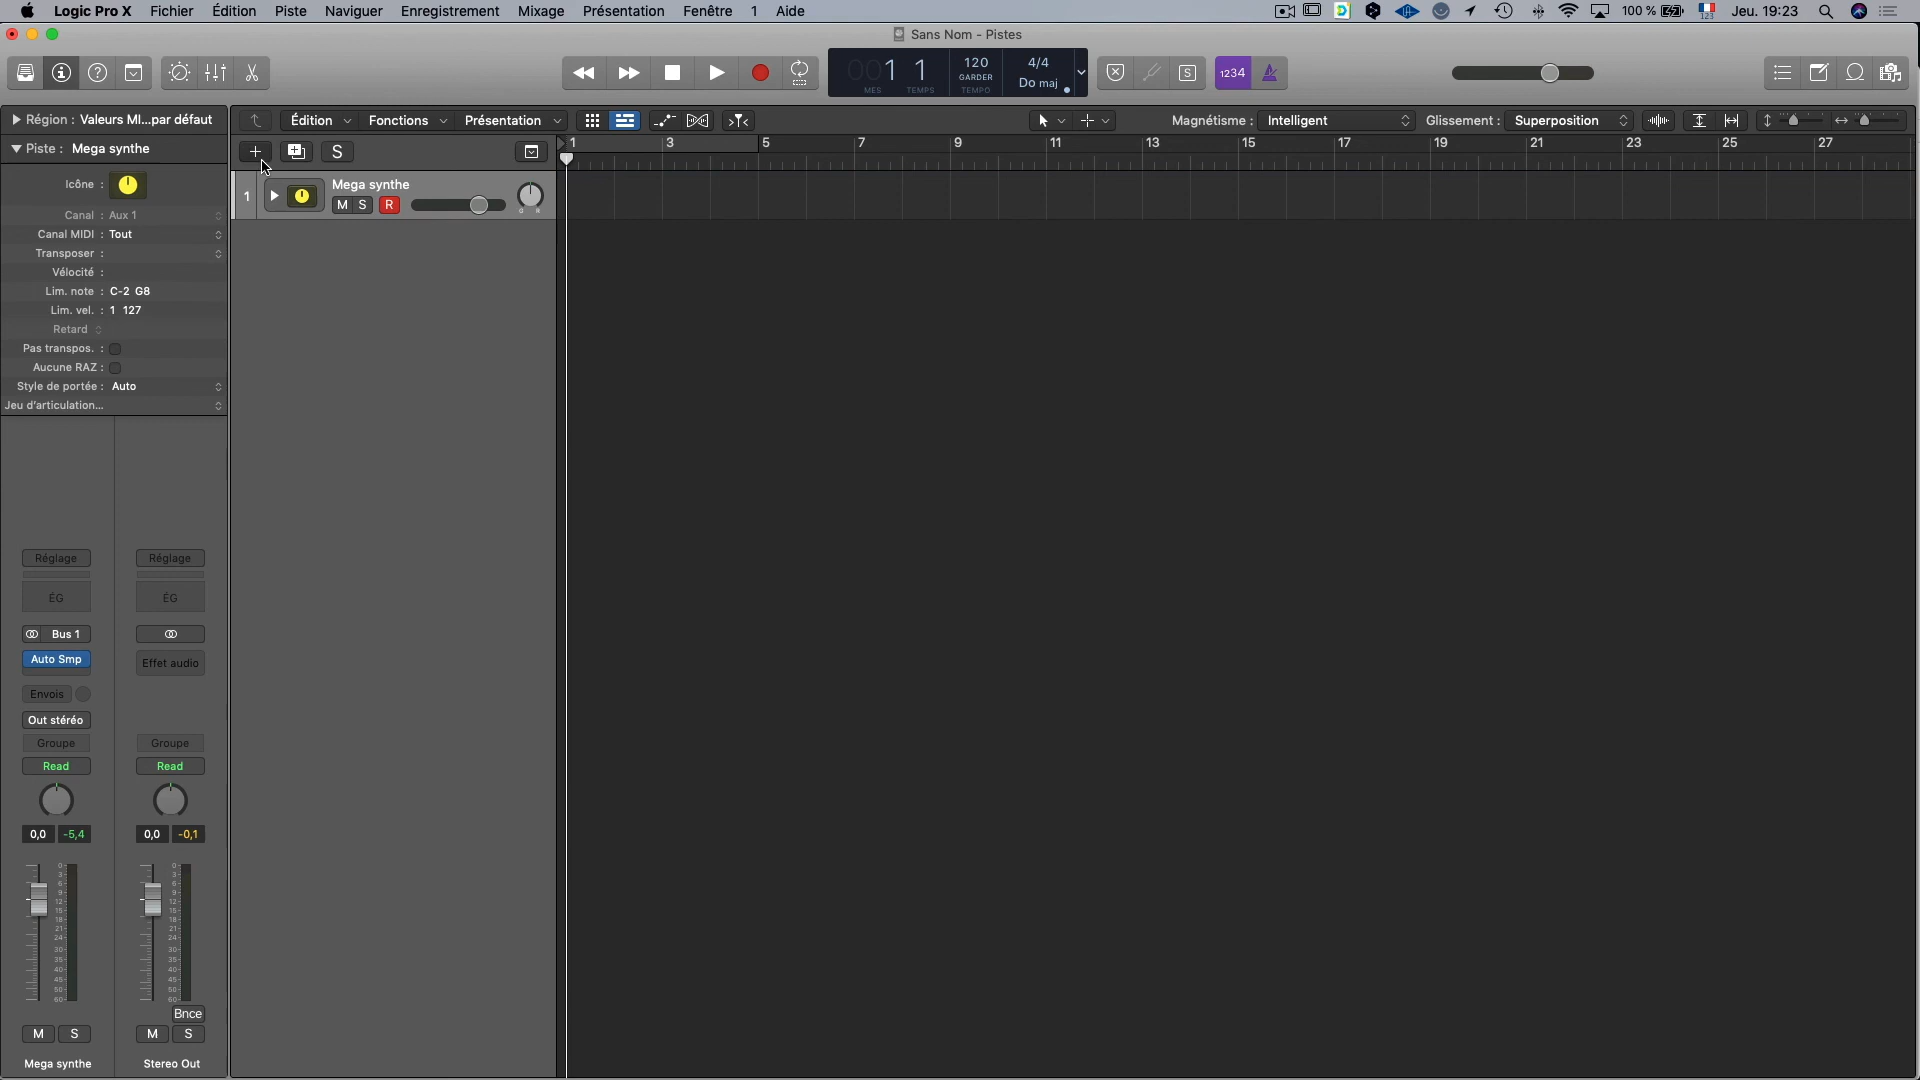 Logic Pro X Fichier Édition Piste Naviguer Enregistrement Mixage Présentation Fenêtre 1 Aide 100 % Jeu. 19:23
Sans Nom - Pistes
001 1 120 4/4 1234
GARDER Do maj
MES TEMPS TEMPO
Région : Valeurs MI...par défaut Édition Fonctions Présentation Magnétisme : Intelligent Glissement : Superposition
Piste : Mega synthe
S 1 3 5 7 9 11 13 15 17 19 21 23 25 27
Icône :
1 Mega synthe
M S R
Canal : Aux 1
Canal MIDI : Tout
Transposer :
Vélocité :
Lim. note : C-2 G8
Lim. vel. : 1 127
Retard
Pas transpos. :
Aucune RAZ :
Style de portée : Auto
Jeu d'articulation...
Réglage Réglage
ÉG ÉG
Bus 1
Auto Smp Effet audio
Envois
Out stéréo
Groupe Groupe
Read Read
0,0 -5,4 0,0 -0,1
Bnce
M S M S
Mega synthe Stereo Out